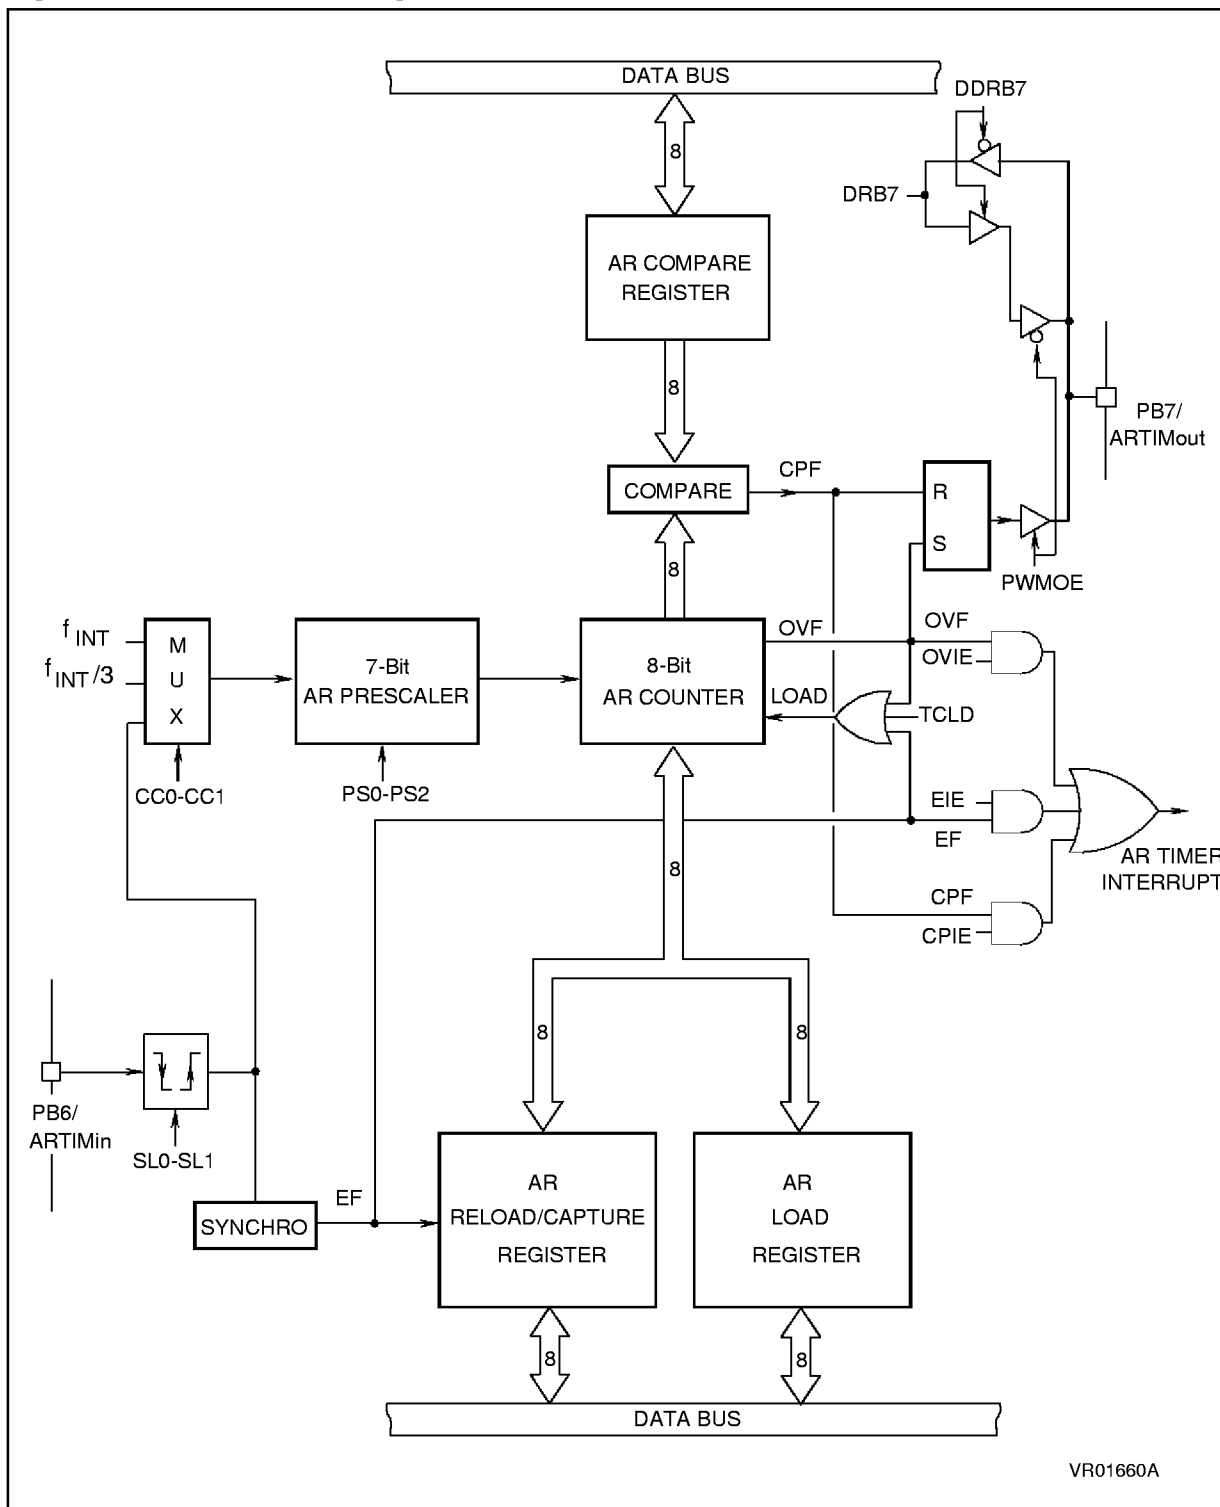 DATA BUS
DDRB7
8
DRB7
AR COMPARE
REGISTER
8
PB7/
ARTIMout
CPF
COMPARE
R
S
8
PWMOE
f INT
f INT /3
M
U
X
7-Bit
AR PRESCALER
8-Bit
AR COUNTER
OVF
OVF
OVIE
LOAD
TCLD
CC0-CC1
PS0-PS2
EIE
EF
AR TIMER
INTERRUPT
8
CPF
CPIE
8
8
PB6/
ARTIMin
SL0-SL1
SYNCHRO
EF
AR
RELOAD/CAPTURE
REGISTER
AR
LOAD
REGISTER
8
8
DATA BUS
VR01660A